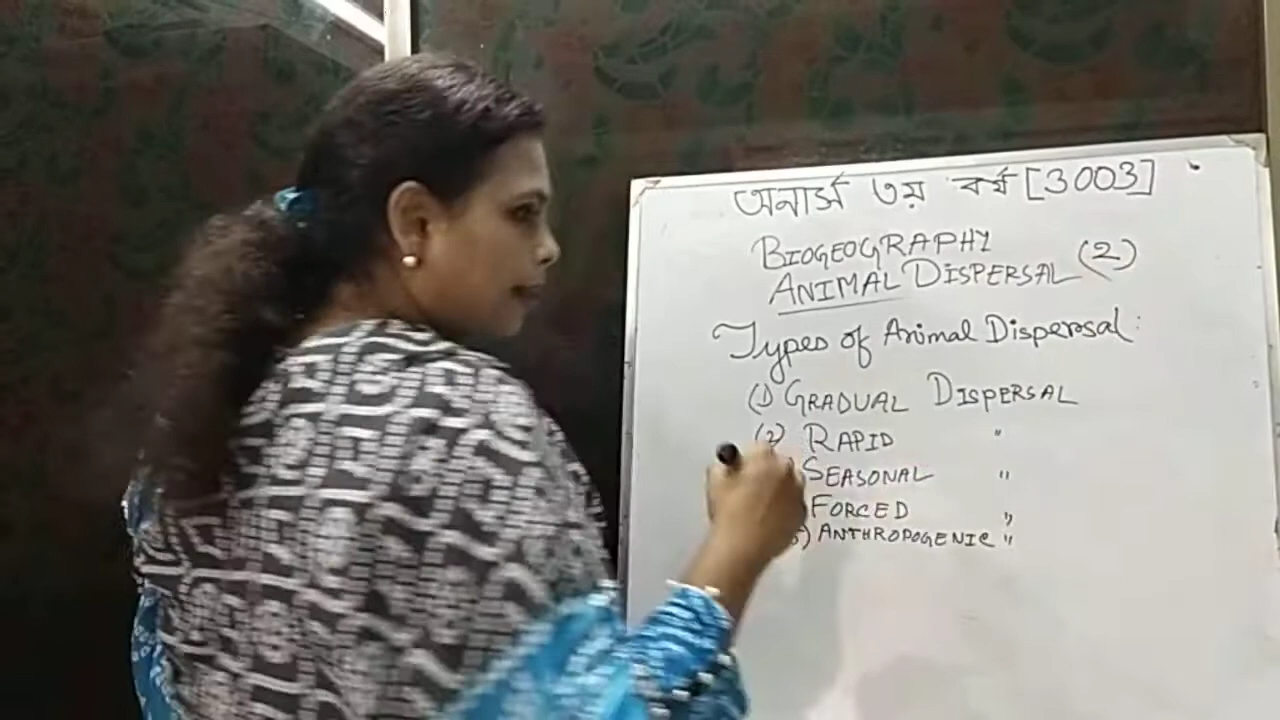 অনার্স ৩য় বর্ষ [3003]
BIOGEOGRAPHY
ANIMAL DISPERSAL (2)
Types of Animal Dispersal:
(1) GRADUAL DISPERSAL
(2) RAPID "
SEASONAL "
FORCED "
5) ANTHROPOGENIC "